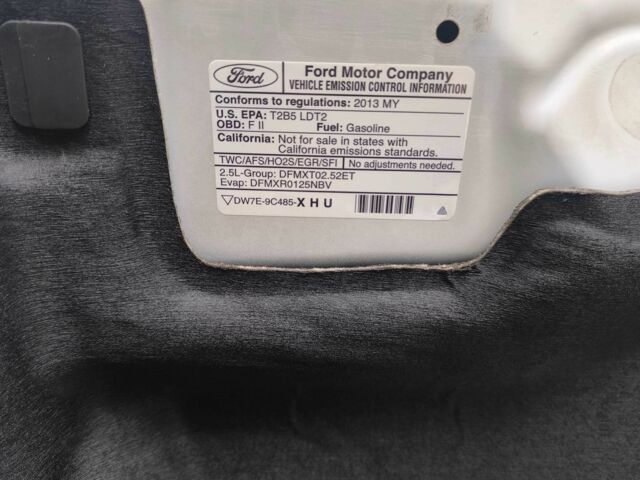 Ford
Ford Motor Company
VEHICLE EMISSION CONTROL INFORMATION
Conforms to regulations: 2013 MY
U.S. EPA: T2B5 LDT2
OBD: F II Fuel: Gasoline
California: Not for sale in states with
California emissions standards.
TWC/AFS/HO2S/EGR/SFI No adjustments needed.
2.5L-Group: DFMXT02.52ET
Evap: DFMXR0125NBV
DW7E-9C485-X H U